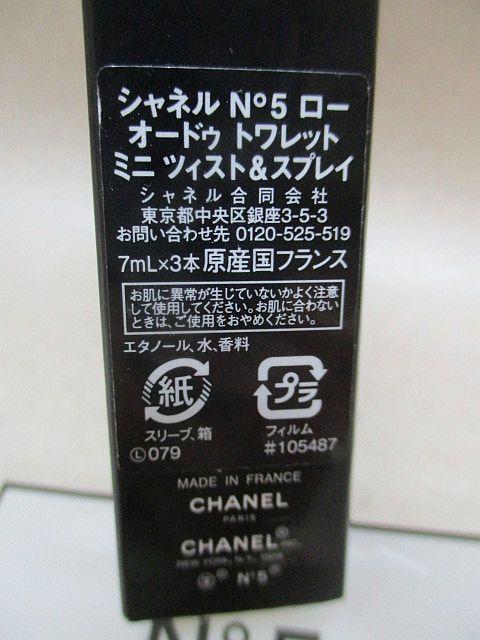 シャネル N°5 ロー
オードゥ トワレット
ミニ ツィスト&スプレイ
シャネル合同会社
東京都中央区銀座3-5-3
お問い合わせ先 0120-525-519
7mL×3本 原産国フランス
お肌に異常が生じていないかよく注意
して使用してください。お肌に合わない
ときは、ご使用をおやめください。
エタノール、水、香料
紙
プラ
スリーブ、箱
フィルム
Ⓛ079
#105487
MADE IN FRANCE
CHANEL
PARIS
CHANEL®
N°5®
N°5